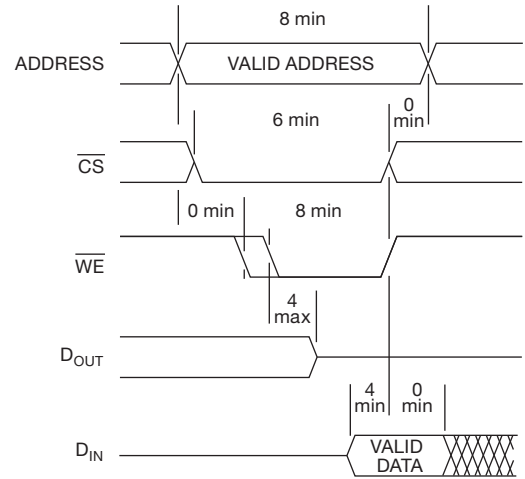 8 min
ADDRESS
VALID ADDRESS
6 min
0
min
CS
0 min
8 min
WE
4
max
DOUT
4
min
0
min
DIN
VALID
DATA